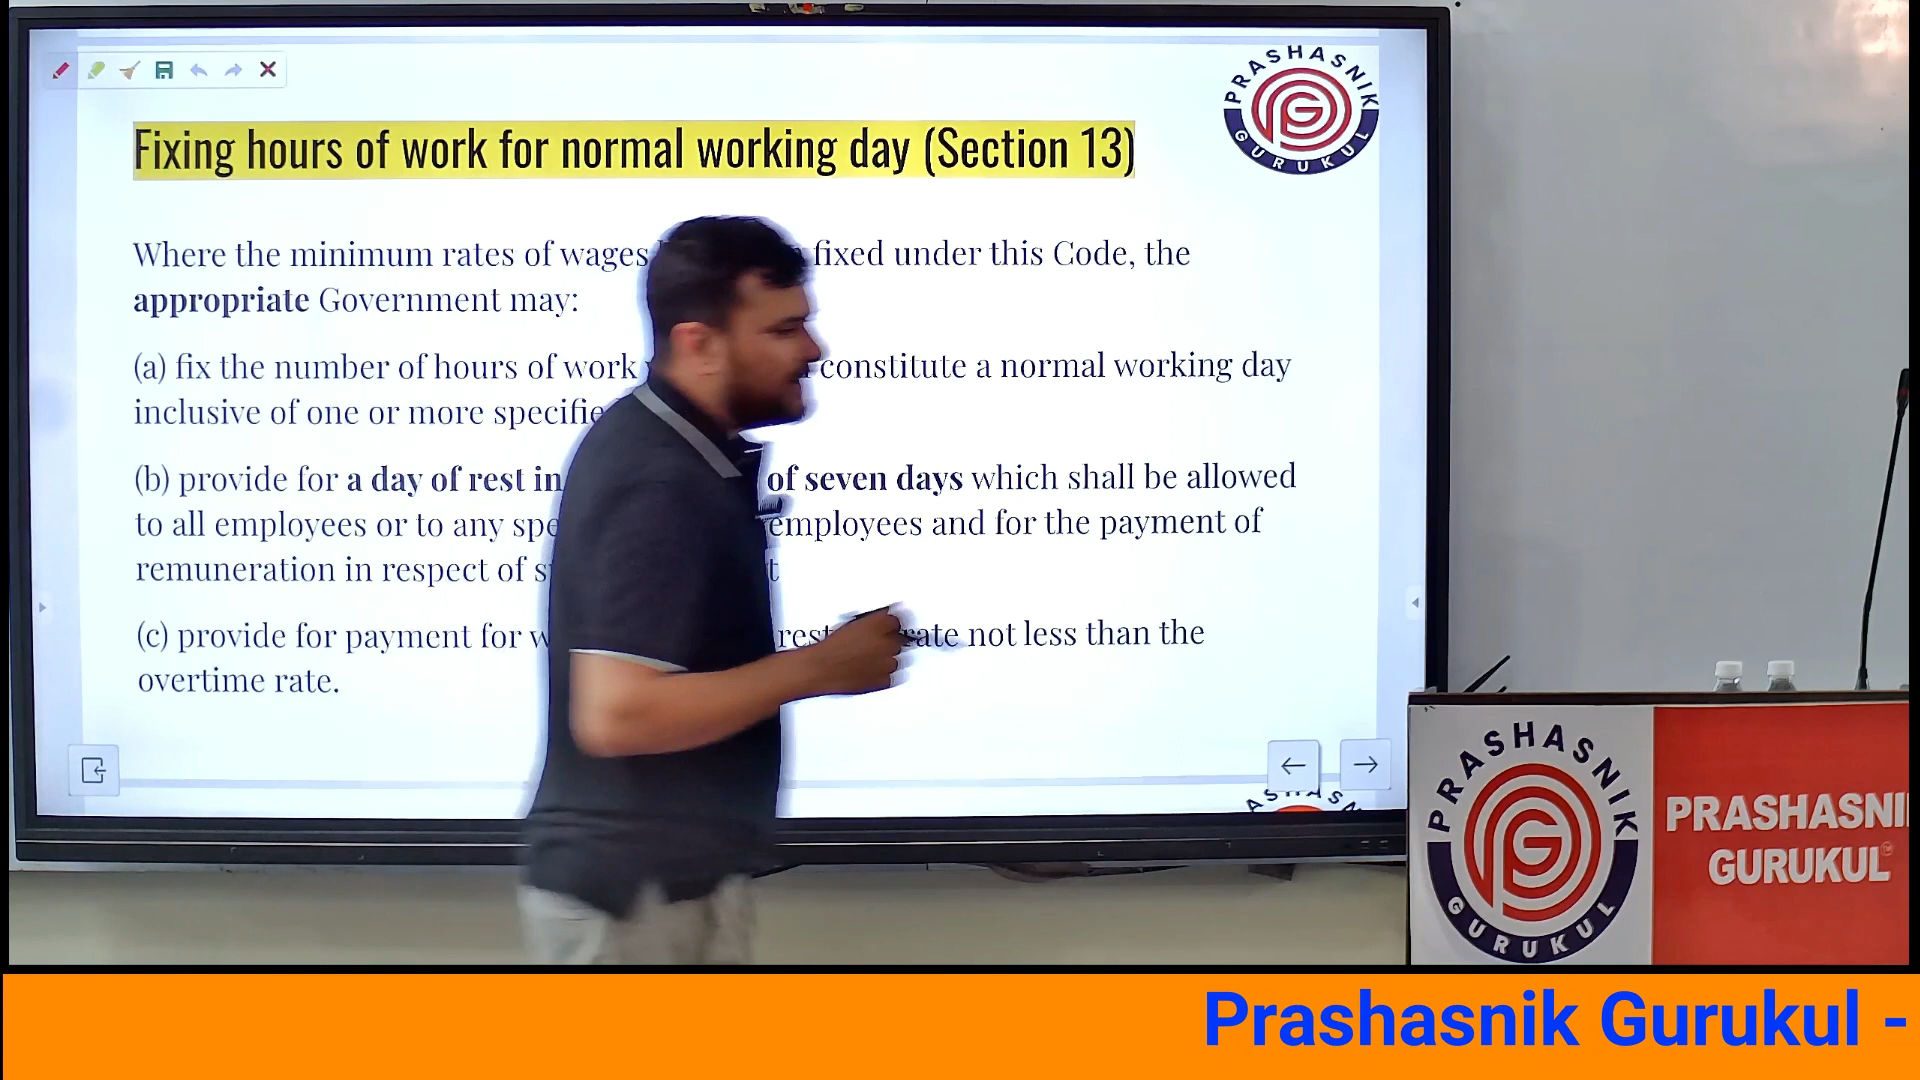 PRASHASNIK
GURUKUL
Fixing hours of work for normal working day (Section 13)
Where the minimum rates of wages fixed under this Code, the
appropriate Government may:
(a) fix the number of hours of work constitute a normal working day
inclusive of one or more
(b) provide for a day of rest in of seven days which shall be allowed
to all employees or to any employees and for the payment of
remuneration in respect of
(c) provide for payment for rest rate not less than the
overtime rate.
PRASHASNIK
GURUKUL
PRASHASNI
GURUKUL
Prashasnik Gurukul -